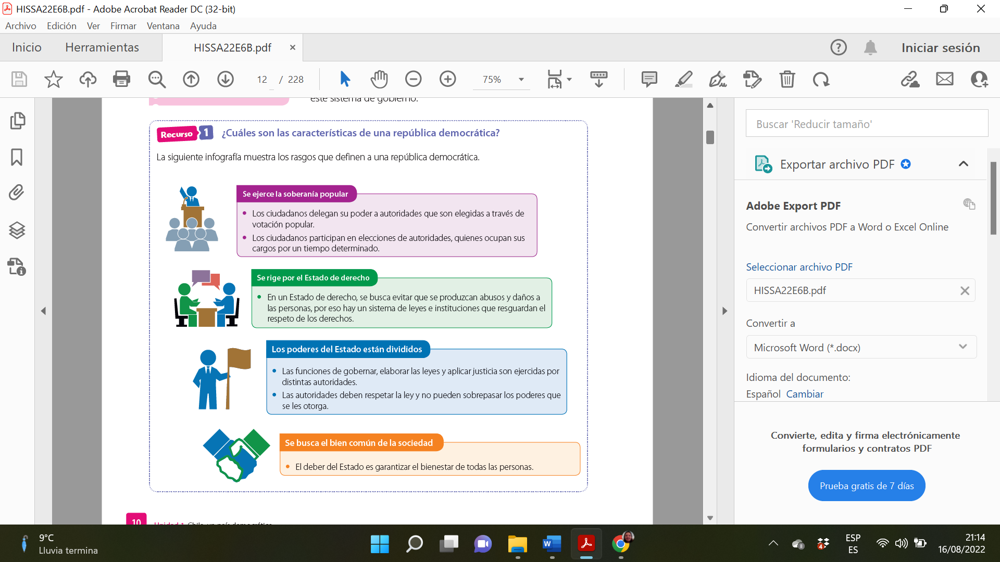 HISSA22E6B.pdf - Adobe Acrobat Reader DC (32-bit)
Archivo Edición Ver Firmar Ventana Ayuda
Inicio Herramientas HISSA22E6B.pdf Iniciar sesión
12 / 228 75%
este sistema de gobierno.
Recurso 1 ¿Cuáles son las características de una república democrática?
La siguiente infografía muestra los rasgos que definen a una república democrática.
Se ejerce la soberanía popular
• Los ciudadanos delegan su poder a autoridades que son elegidas a través de
votación popular.
• Los ciudadanos participan en elecciones de autoridades, quienes ocupan sus
cargos por un tiempo determinado.
Se rige por el Estado de derecho
• En un Estado de derecho, se busca evitar que se produzcan abusos y daños a
las personas, por eso hay un sistema de leyes e instituciones que resguardan el
respeto de los derechos.
Los poderes del Estado están divididos
• Las funciones de gobernar, elaborar las leyes y aplicar justicia son ejercidas por
distintas autoridades.
• Las autoridades deben respetar la ley y no pueden sobrepasar los poderes que
se les otorga.
Se busca el bien común de la sociedad
• El deber del Estado es garantizar el bienestar de todas las personas.
10 Unidad 1 Chile, un país democrático
Buscar 'Reducir tamaño'
Exportar archivo PDF
Adobe Export PDF
Convertir archivos PDF a Word o Excel Online
Seleccionar archivo PDF
HISSA22E6B.pdf
Convertir a
Microsoft Word (*.docx)
Idioma del documento:
Español Cambiar
Convierte, edita y firma electrónicamente
formularios y contratos PDF
Prueba gratis de 7 días
9°C
Lluvia termina
W
4
ESP
ES
21:14
16/08/2022